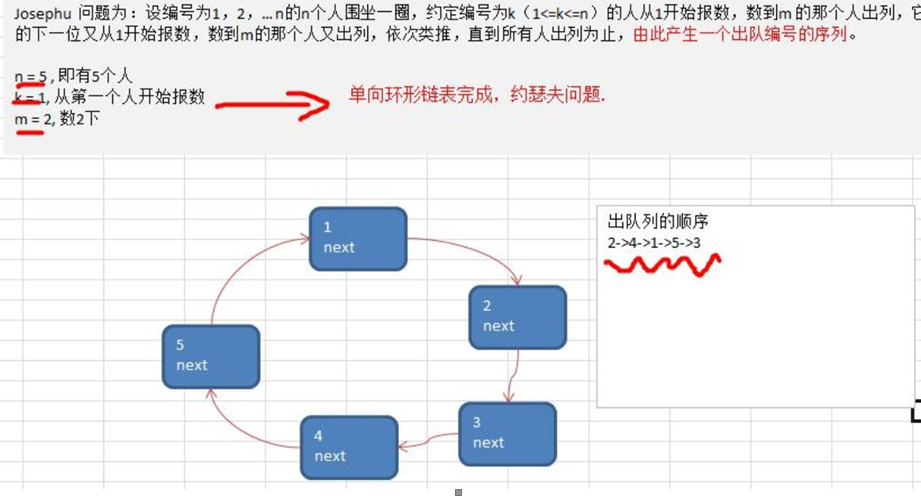 Josephu 问题为：设编号为1，2，… n的n个人围坐一圈，约定编号为k（1<=k<=n）的人从1开始报数，数到m 的那个人出列，它
的下一位又从1开始报数，数到m的那个人又出列，依次类推，直到所有人出列为止，由此产生一个出队编号的序列。
n = 5 , 即有5个人
k = 1, 从第一个人开始报数
m = 2, 数2下
单向环形链表完成，约瑟夫问题.
出队列的顺序
2->4->1->5->3
1
next
2
next
5
next
3
next
4
next